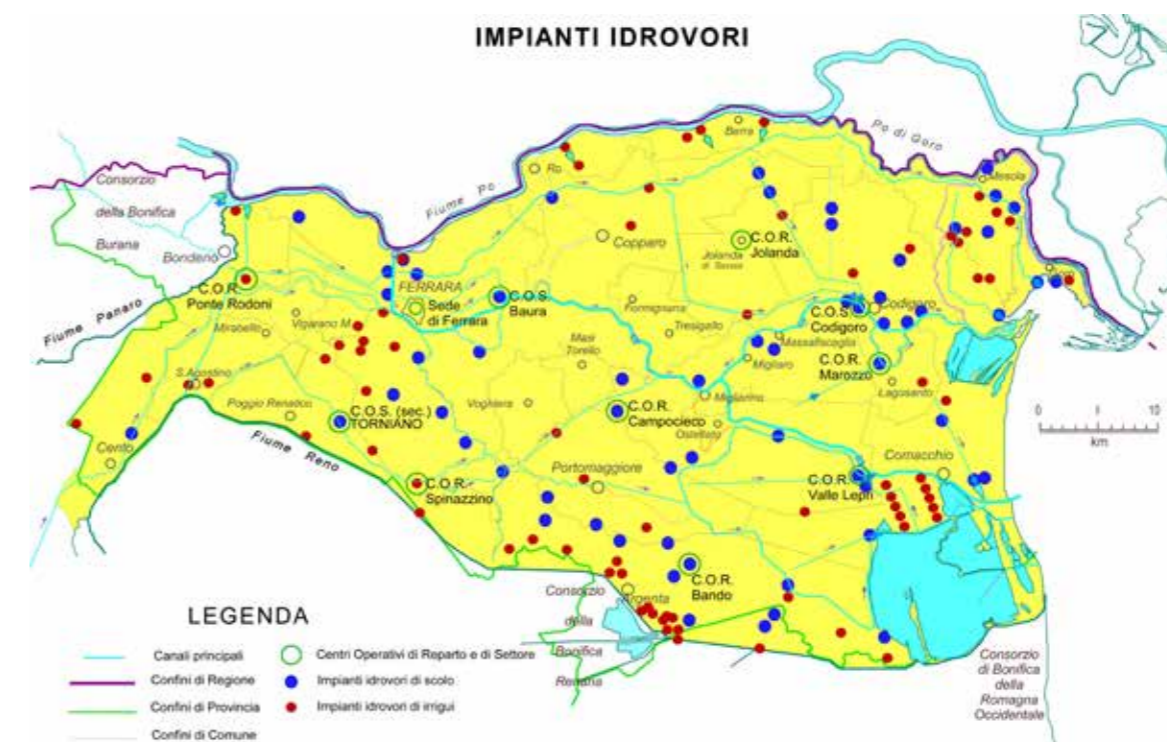 IMPIANTI IDROVORI
Consorzio
della Bonifica
Burana
Bondeno
Fiume Panaro
C.O.R.
Ponte Rodoni
Mirabello
Vigarano M.
S.Agostino
Poggio Renatico
Cento
Fiume Reno
Fiume Po
Ro
Berra
Po di Goro
Mesola
Copparo
C.O.R.
Jolanda
Jolanda
di Savoia
FERRARA
Sede
di Ferrara
C.O.S.
Baura
Formignana
Tresigallo
Masi
Torello
Voghiera
C.O.S.
Codigoro
Codigoro
Massafiscaglia
Migliaro
Migliarino
C.O.R.
Marozzo
Lagosanto
C.O.S. (sec.)
TORNIANO
C.O.R.
Campocieco
Ostellato
C.O.R.
Spinazzino
Portomaggiore
C.O.R.
Valle Lepri
Comacchio
C.O.R.
Bando
Argenta
Consorzio
della
Bonifica
Renana
Consorzio
di Bonifica
della
Romagna
Occidentale
0
10
km
LEGENDA
Canali principali
Confini di Regione
Confini di Provincia
Confini di Comune
Centri Operativi di Reparto e di Settore
Impianti idrovori di scolo
Impianti idrovori di irrigui